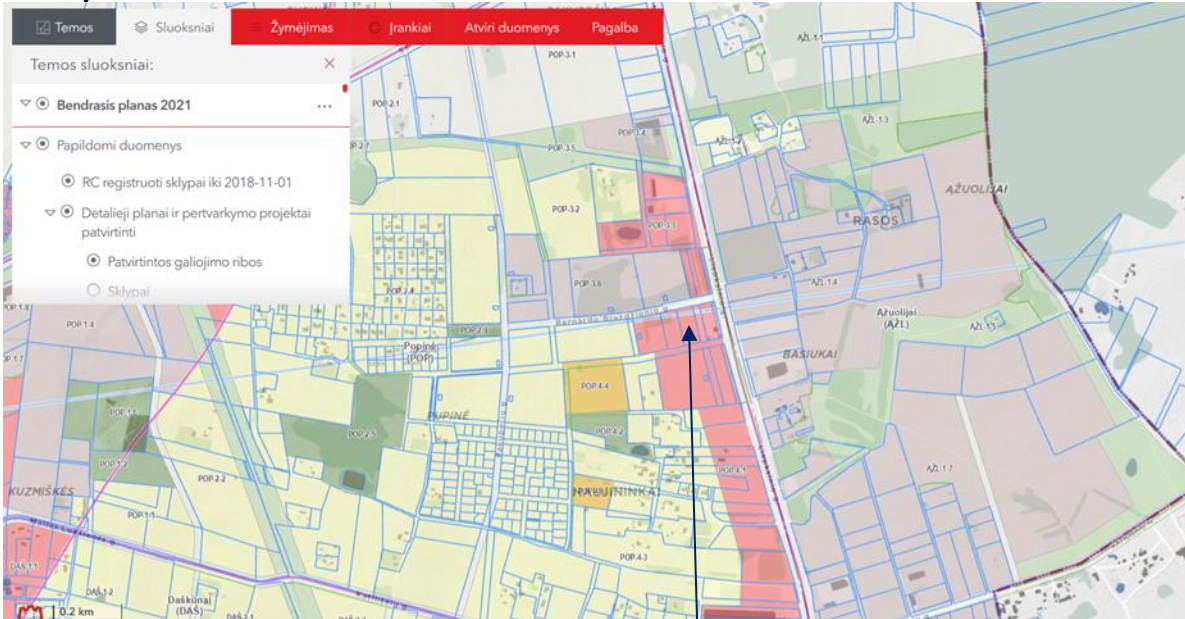 Temos
Sluoksniai
Žymėjimas
Įrankiai
Atviri duomenys
Pagalba
Temos sluoksniai:
Bendrasis planas 2021
Papildomi duomenys
RC registruoti sklypai iki 2018-11-01
Detalieji planai ir pertvarkymo projektai
patvirtinti
Patvirtintos galiojimo ribos
Sklypai
POP-3-1
AŽL-1-1
POP-2-1
POP-3-4
AŽL-1-2
AŽL-1-3
POP-3-5
AŽUOLIJAI
POP-3-2
POP-3-3
RASOS
POP-2-4
POP-3-6
AŽL-1-4
POP-1-4
POP-2-3
Ąžuolijai
(AŽL)
AŽL-1-5
Popinė
(POP)
BAŠIUKAI
POP-4-4
PUPINĖ
POP-1-3
POP-2-5
POP-4-2
POP-1-2
POP-2-2
POP-4-1
AŽL-1-7
KUZMIŠKĖS
NAUJININKAI
POP-1-1
POP-4-3
DAŠ-1-1
DAŠ-1-2
Daškūnai
(DAŠ)
0.2 km